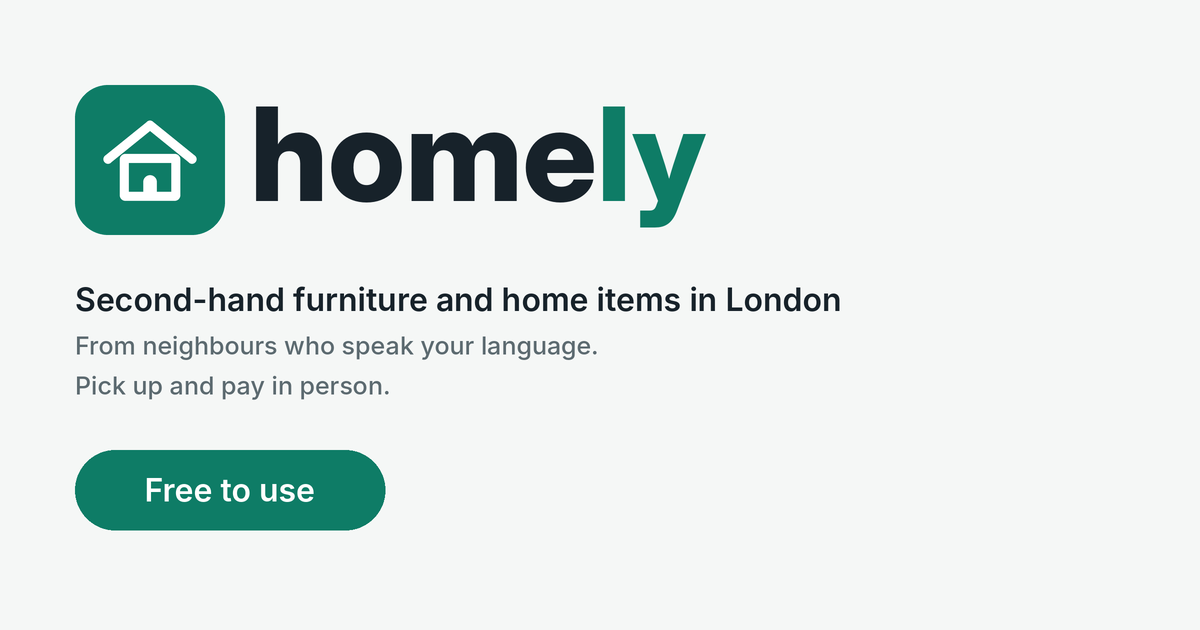 homely
Second-hand furniture and home items in London
From neighbours who speak your language.
Pick up and pay in person.
Free to use